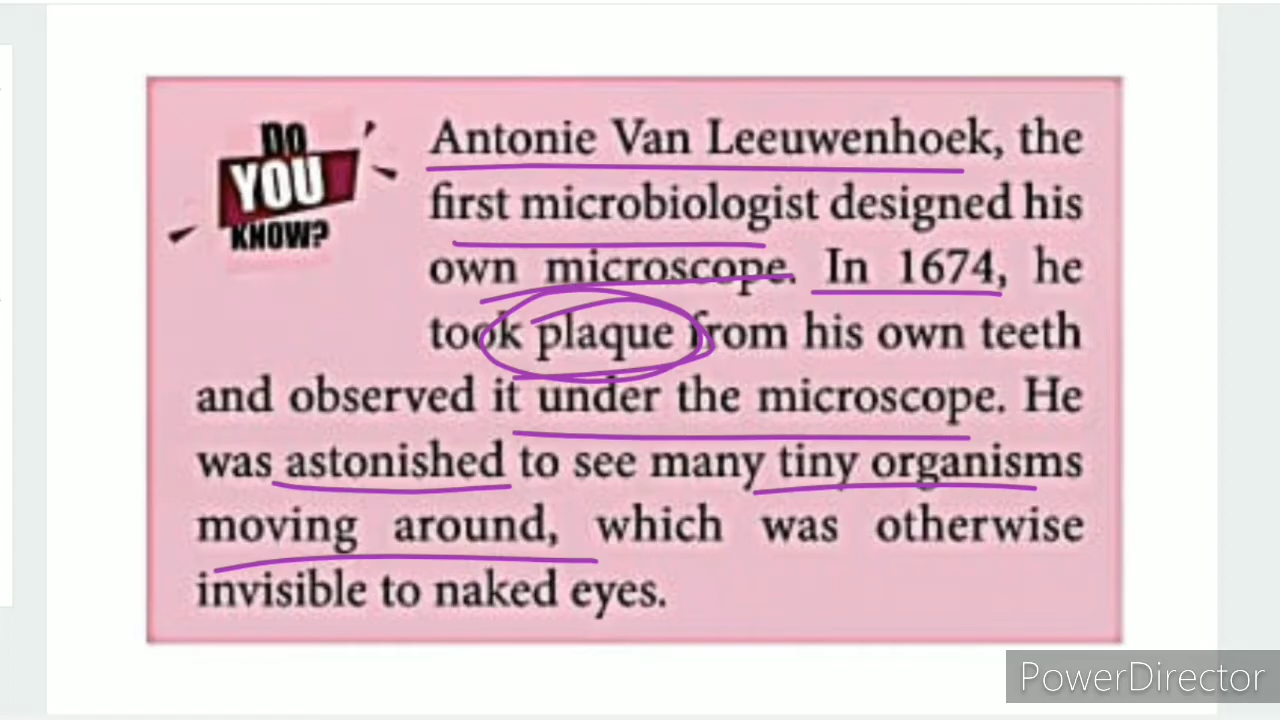 DO
YOU
KNOW?
Antonie Van Leeuwenhoek, the
first microbiologist designed his
own microscope. In 1674, he
took plaque from his own teeth
and observed it under the microscope. He
was astonished to see many tiny organisms
moving around, which was otherwise
invisible to naked eyes.
PowerDirector